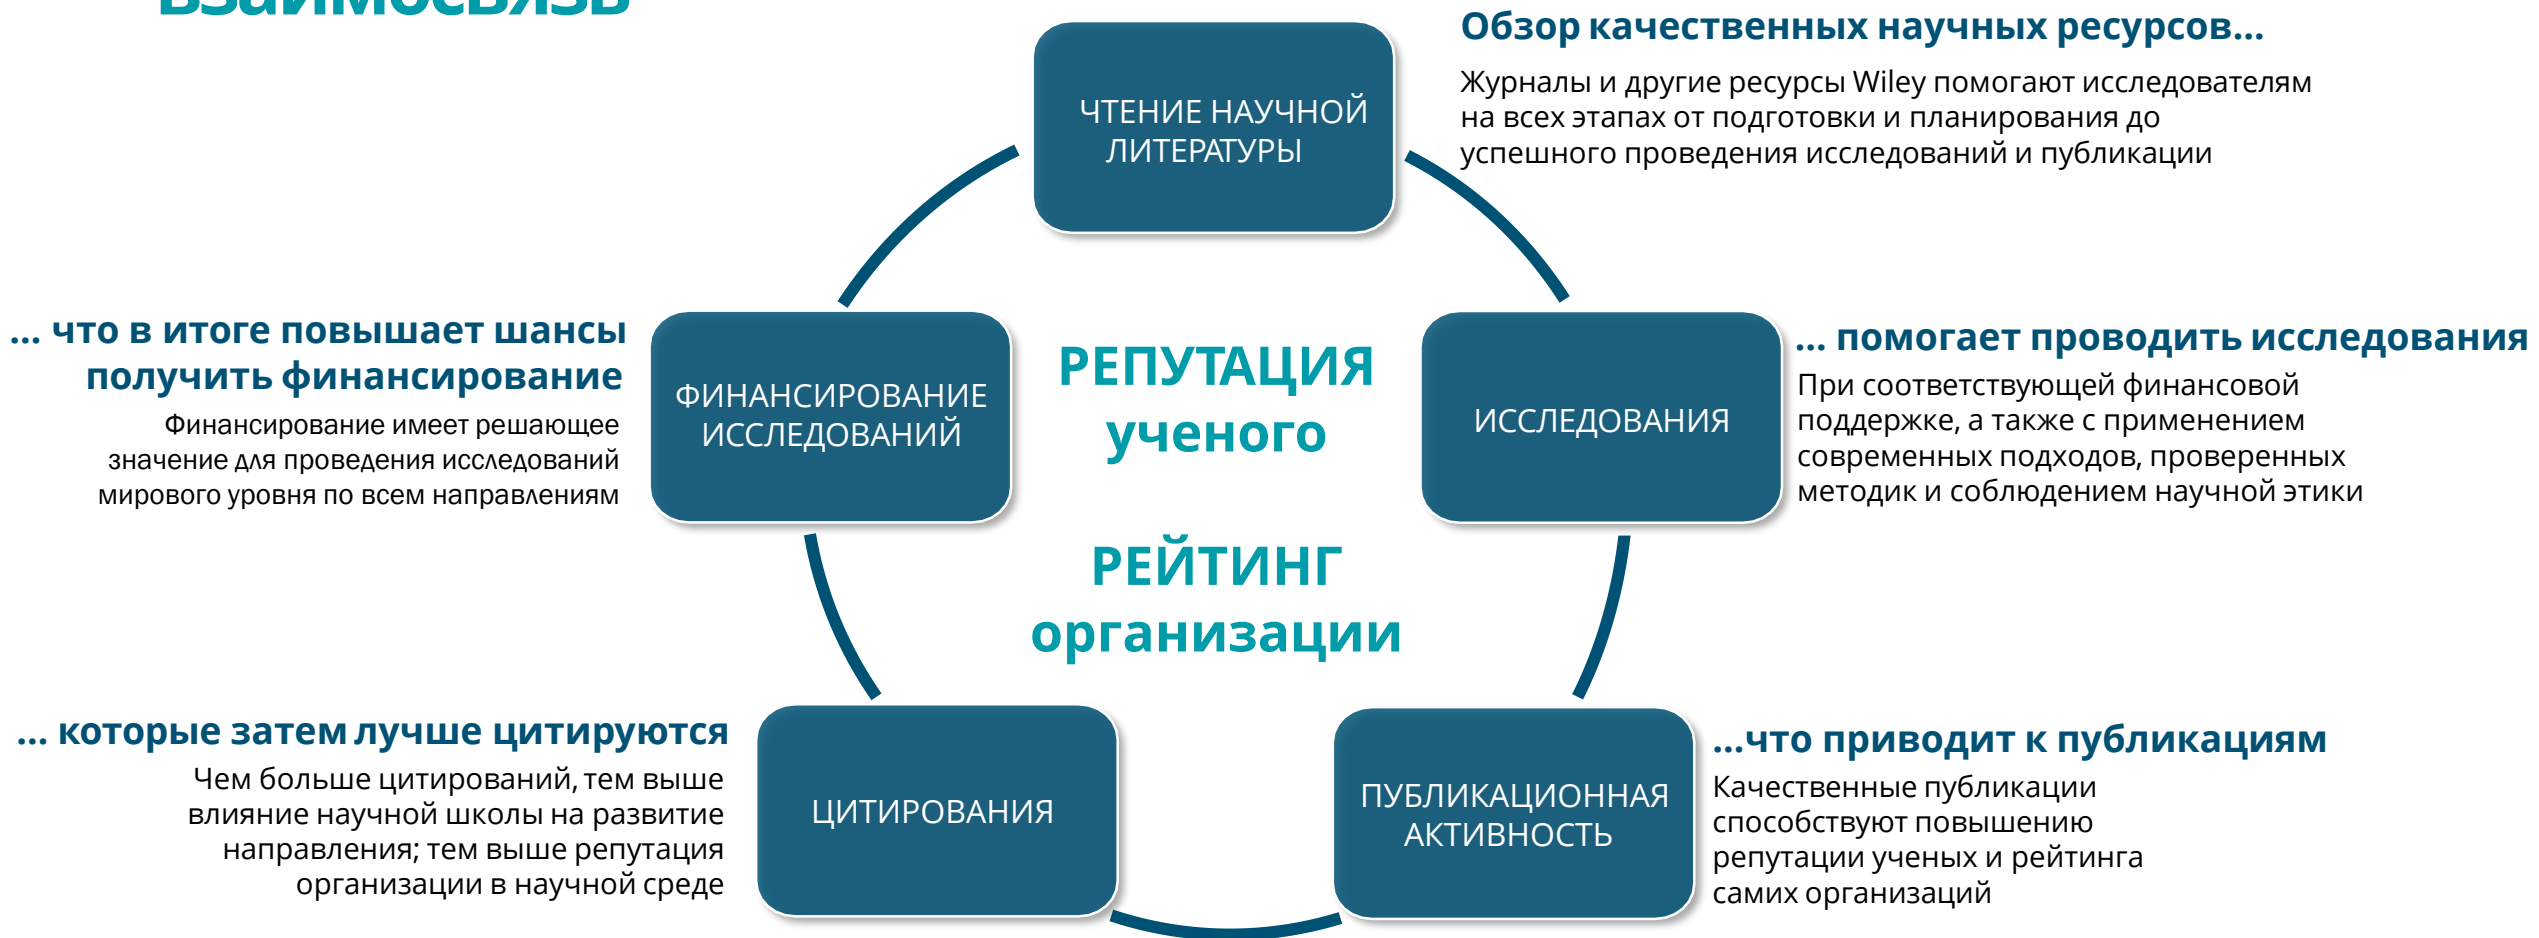 взаимосвязь
Обзор качественных научных ресурсов...
Журналы и другие ресурсы Wiley помогают исследователям
на всех этапах от подготовки и планирования до
успешного проведения исследований и публикации
ЧТЕНИЕ НАУЧНОЙ
ЛИТЕРАТУРЫ
... помогает проводить исследования
При соответствующей финансовой
поддержке, а также с применением
современных подходов, проверенных
методик и соблюдением научной этики
ИССЛЕДОВАНИЯ
...что приводит к публикациям
Качественные публикации
способствуют повышению
репутации ученых и рейтинга
самих организаций
ПУБЛИКАЦИОННАЯ
АКТИВНОСТЬ
... которые затем лучше цитируются
Чем больше цитирований, тем выше
влияние научной школы на развитие
направления; тем выше репутация
организации в научной среде
ЦИТИРОВАНИЯ
... что в итоге повышает шансы
получить финансирование
Финансирование имеет решающее
значение для проведения исследований
мирового уровня по всем направлениям
ФИНАНСИРОВАНИЕ
ИССЛЕДОВАНИЙ
РЕПУТАЦИЯ
ученого
РЕЙТИНГ
организации